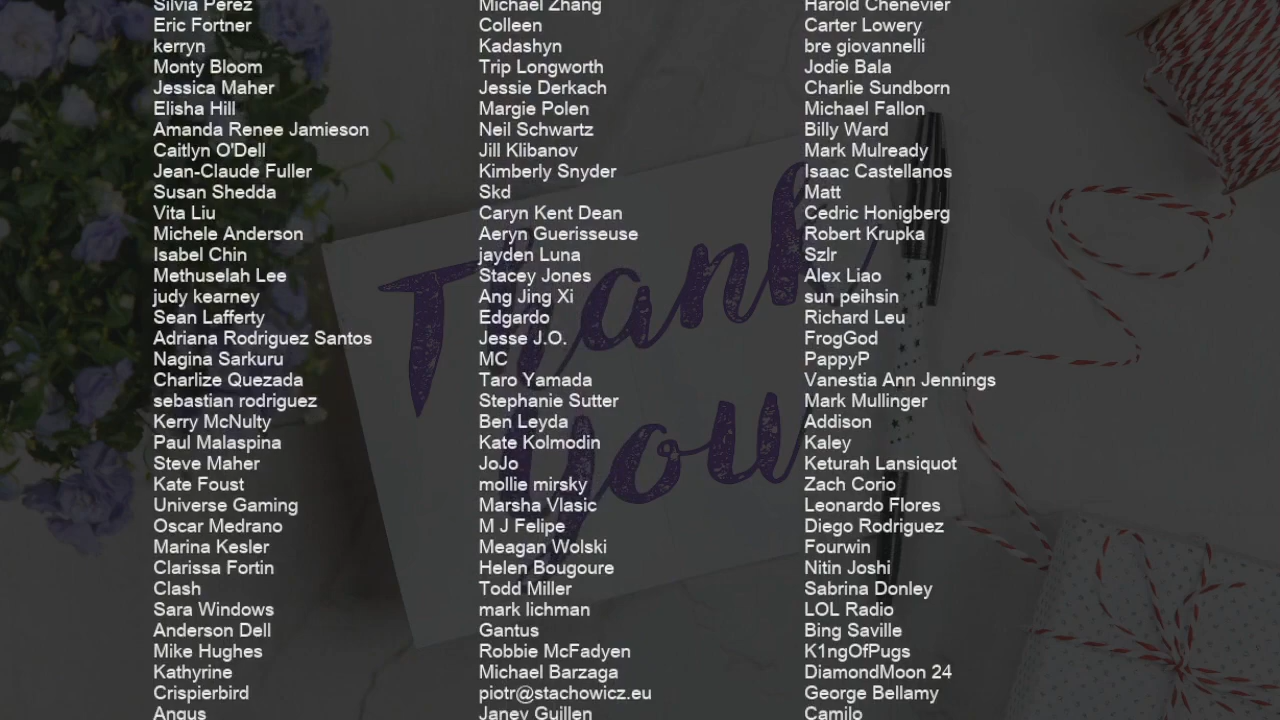 Silvia Perez
Eric Fortner
kerryn
Monty Bloom
Jessica Maher
Elisha Hill
Amanda Renee Jamieson
Caitlyn O'Dell
Jean-Claude Fuller
Susan Shedda
Vita Liu
Michele Anderson
Isabel Chin
Methuselah Lee
judy kearney
Sean Lafferty
Adriana Rodriguez Santos
Nagina Sarkuru
Charlize Quezada
sebastian rodriguez
Kerry McNulty
Paul Malaspina
Steve Maher
Kate Foust
Universe Gaming
Oscar Medrano
Marina Kesler
Clarissa Fortin
Clash
Sara Windows
Anderson Dell
Mike Hughes
Kathyrine
Crispierbird
Angus
Michael Zhang
Colleen
Kadashyn
Trip Longworth
Jessie Derkach
Margie Polen
Neil Schwartz
Jill Klibanov
Kimberly Snyder
Skd
Caryn Kent Dean
Aeryn Guerisseuse
jayden Luna
Stacey Jones
Ang Jing Xi
Edgardo
Jesse J.O.
MC
Taro Yamada
Stephanie Sutter
Ben Leyda
Kate Kolmodin
JoJo
mollie mirsky
Marsha Vlasic
M J Felipe
Meagan Wolski
Helen Bougoure
Todd Miller
mark lichman
Gantus
Robbie McFadyen
Michael Barzaga
piotr@stachowicz.eu
Janey Guillen
Harold Chenevier
Carter Lowery
bre giovannelli
Jodie Bala
Charlie Sundborn
Michael Fallon
Billy Ward
Mark Mulready
Isaac Castellanos
Matt
Cedric Honigberg
Robert Krupka
Szlr
Alex Liao
sun peihsin
Richard Leu
FrogGod
PappyP
Vanestia Ann Jennings
Mark Mullinger
Addison
Kaley
Keturah Lansiquot
Zach Corio
Leonardo Flores
Diego Rodriguez
Fourwin
Nitin Joshi
Sabrina Donley
LOL Radio
Bing Saville
K1ngOfPugs
DiamondMoon 24
George Bellamy
Camilo
Thank
you